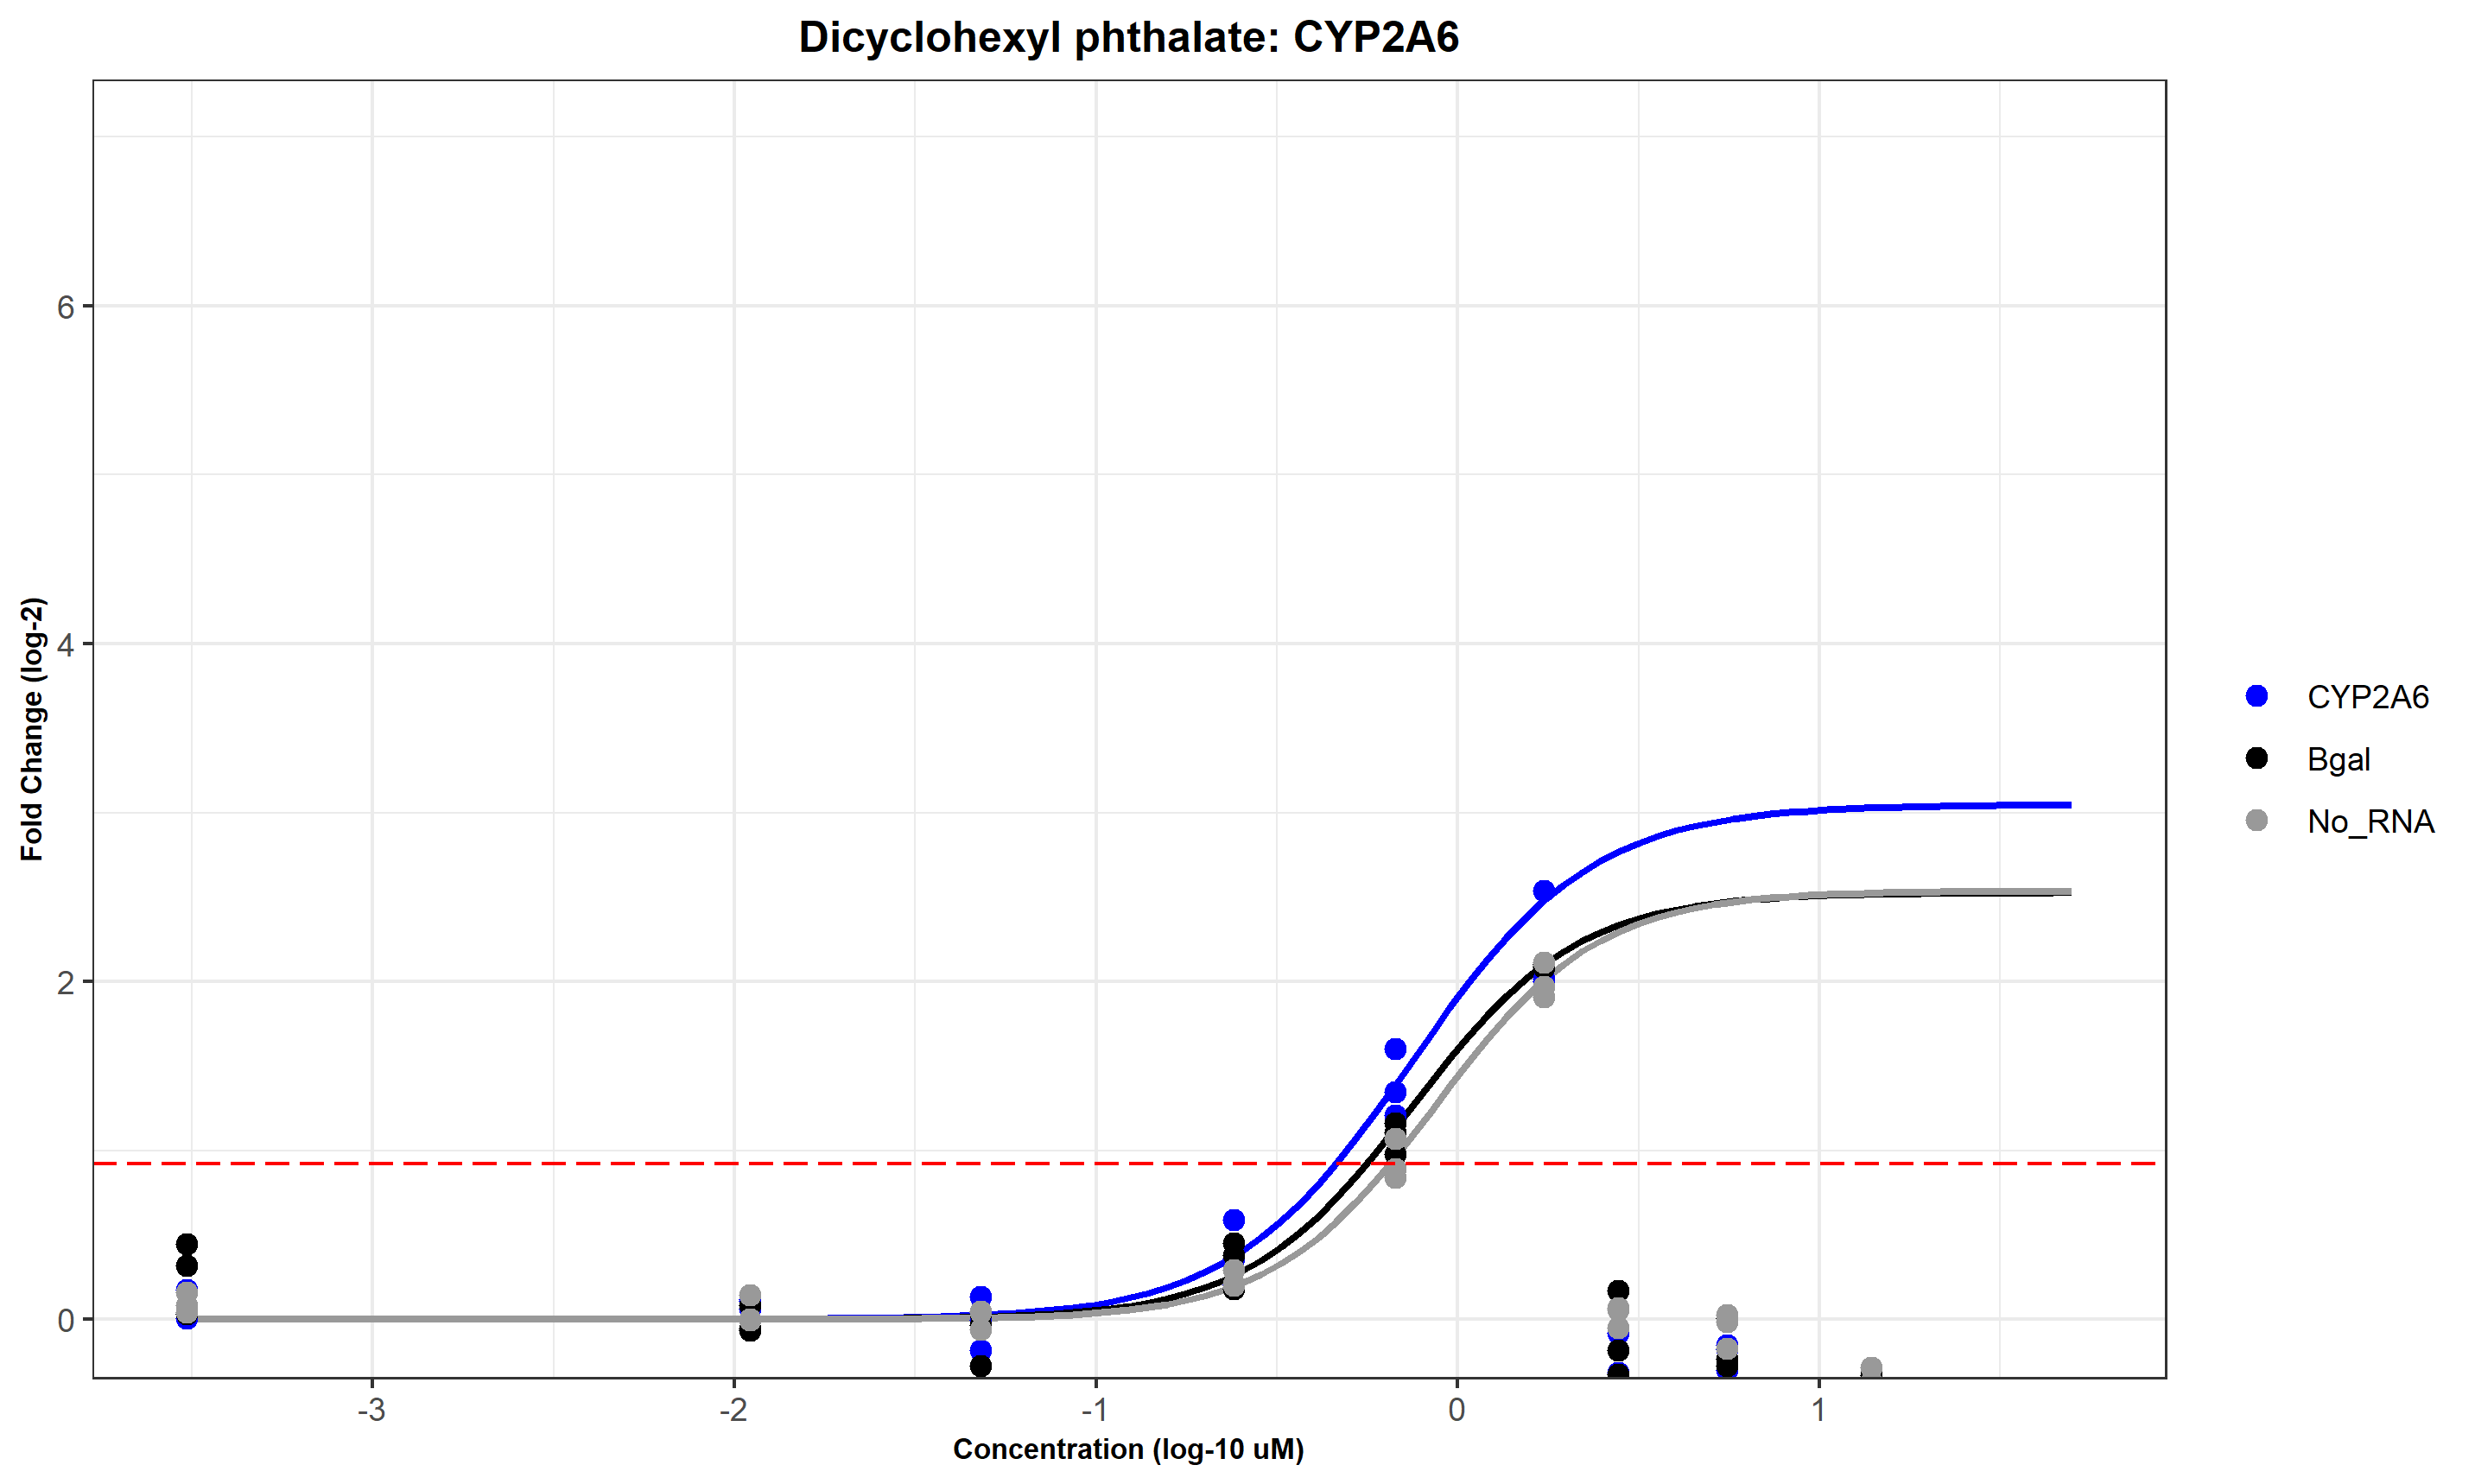 Dicyclohexyl phthalate: CYP2A6
Fold Change (log-2)
6
4
2
0
-3
-2
-1
0
1
Concentration (log-10 uM)
CYP2A6
Bgal
No_RNA